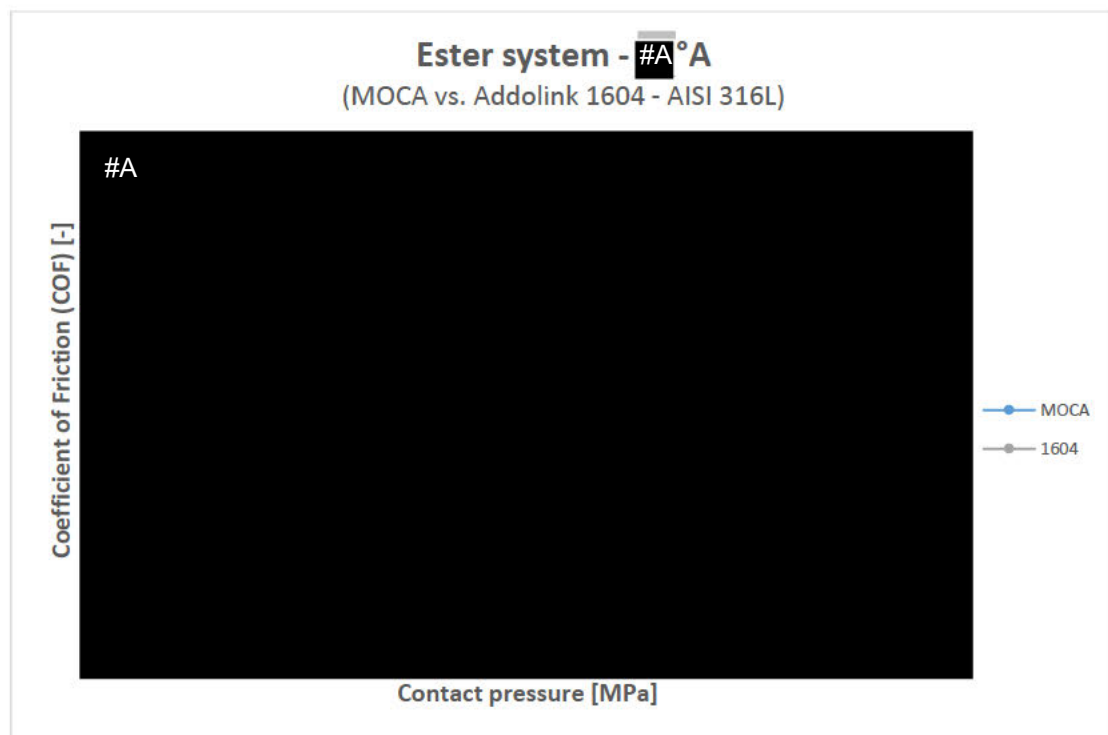 Ester system - #A°A
(MOCA vs. Addolink 1604 - AISI 316L)
#A
Coefficient of Friction (COF) [-]
MOCA
1604
Contact pressure [MPa]